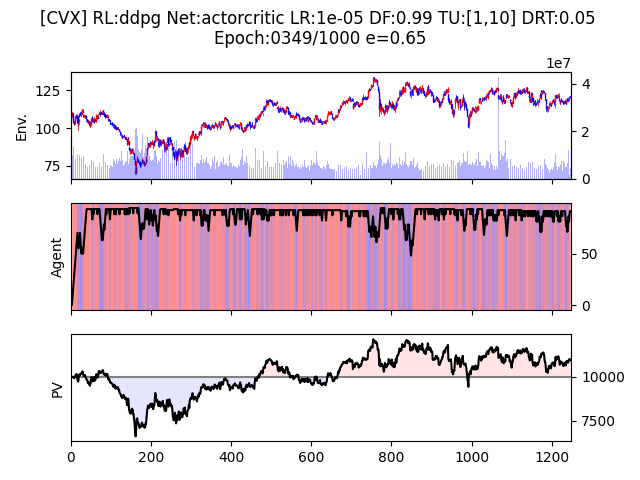 [CVX] RL:ddpg Net:actorcritic LR:1e-05 DF:0.99 TU:[1,10] DRT:0.05
Epoch:0349/1000 e=0.65
1e7
125
100
75
Env.
4
2
0
Agent
50
0
PV
10000
7500
0 200 400 600 800 1000 1200